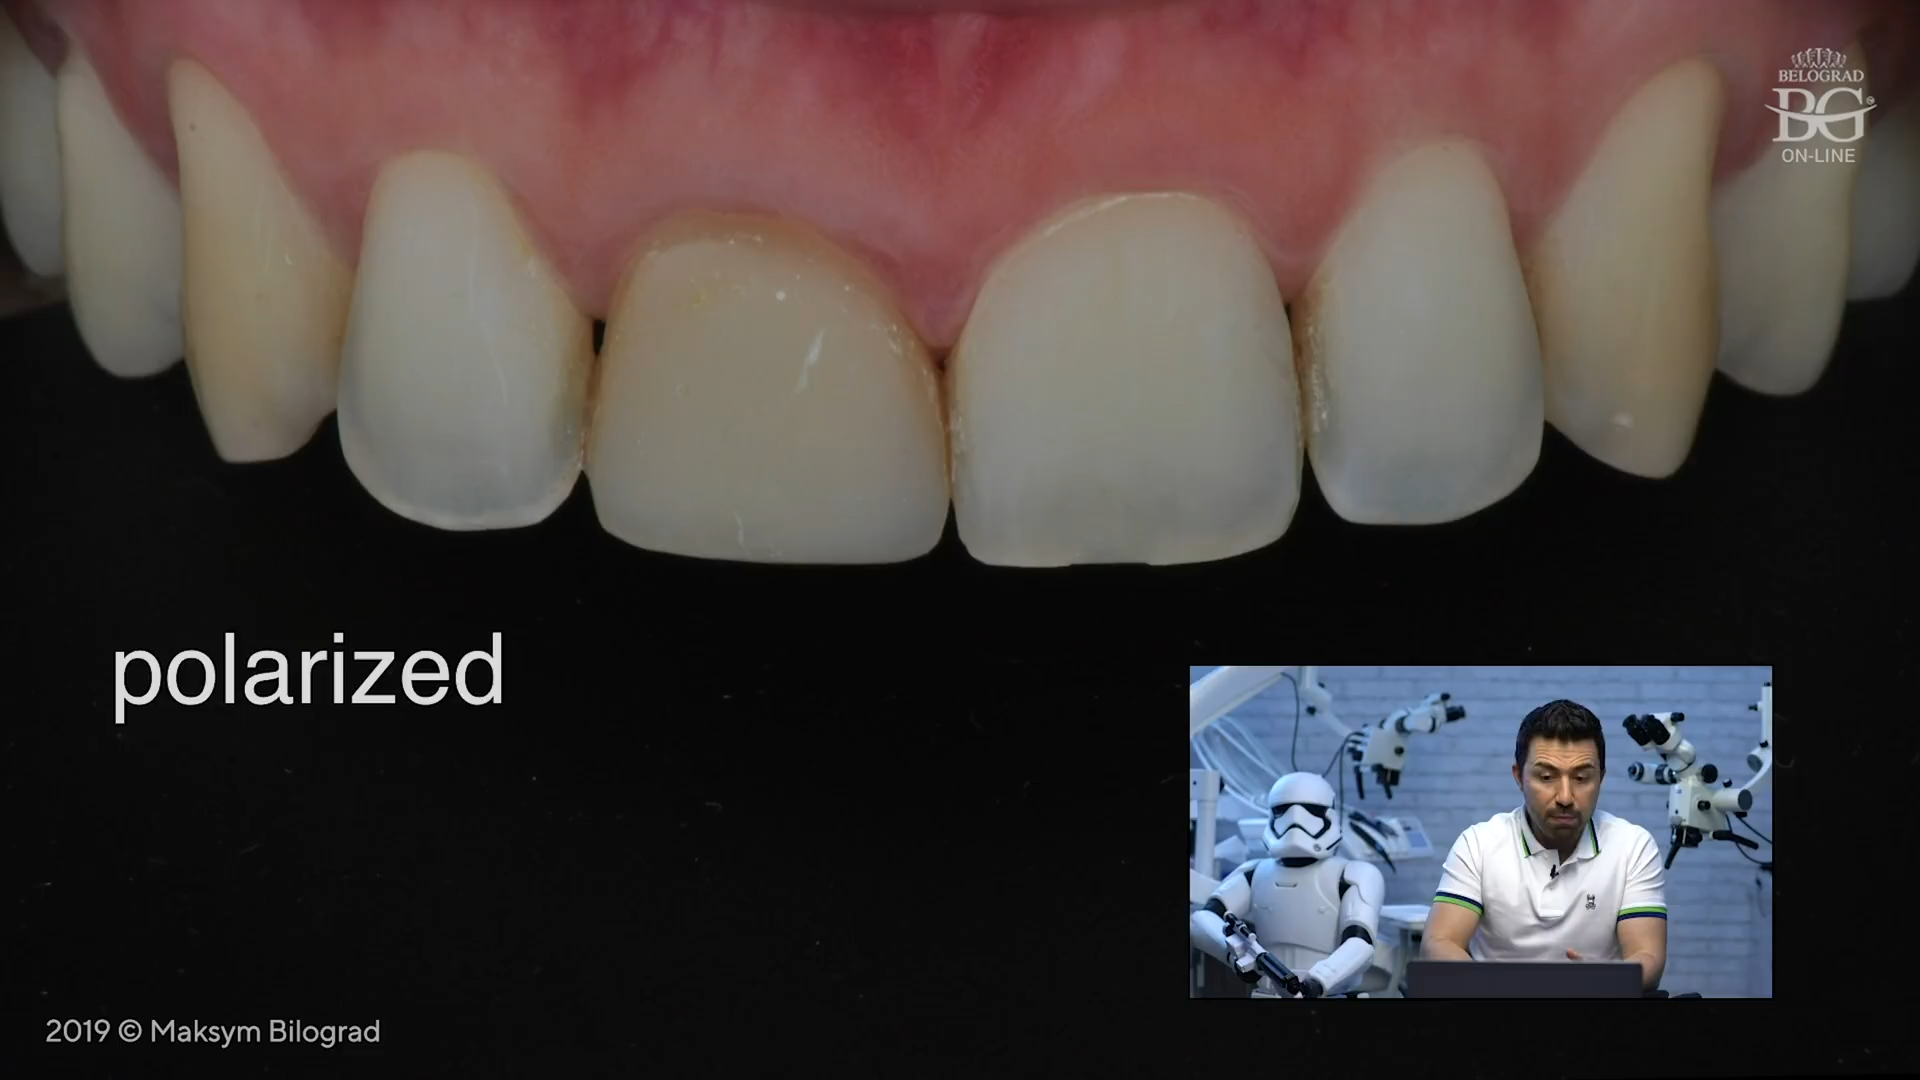 BELOGRAD
BG
ON-LINE
polarized
2019 © Maksym Bilograd